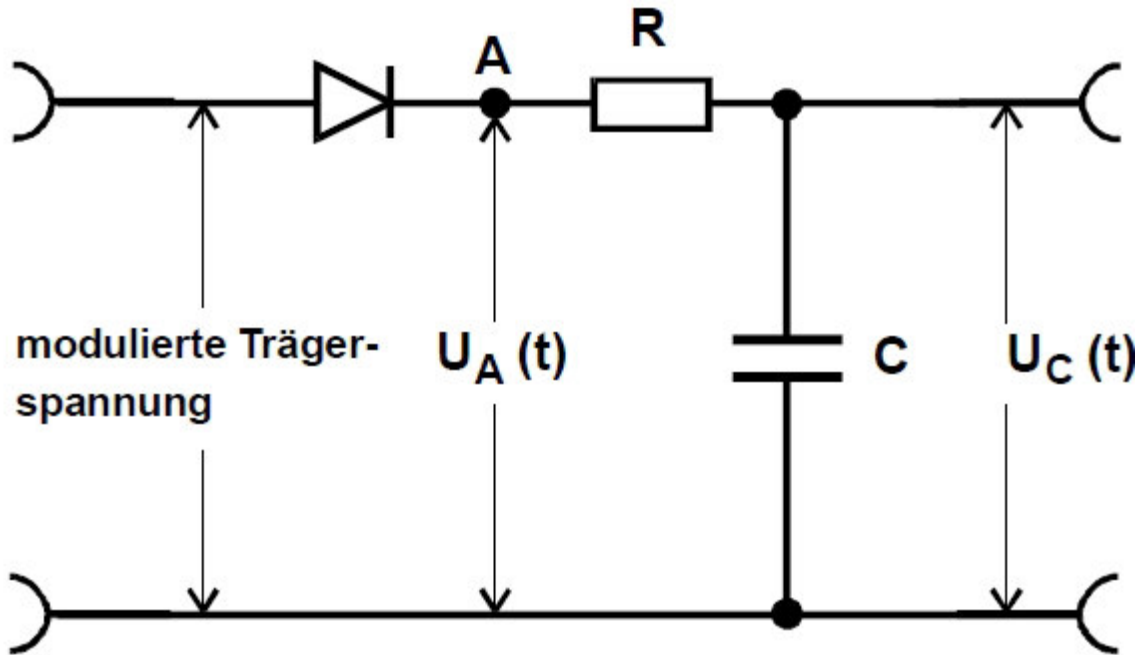 R
A
modulierte Träger-
spannung
U_A (t)
C
U_C (t)